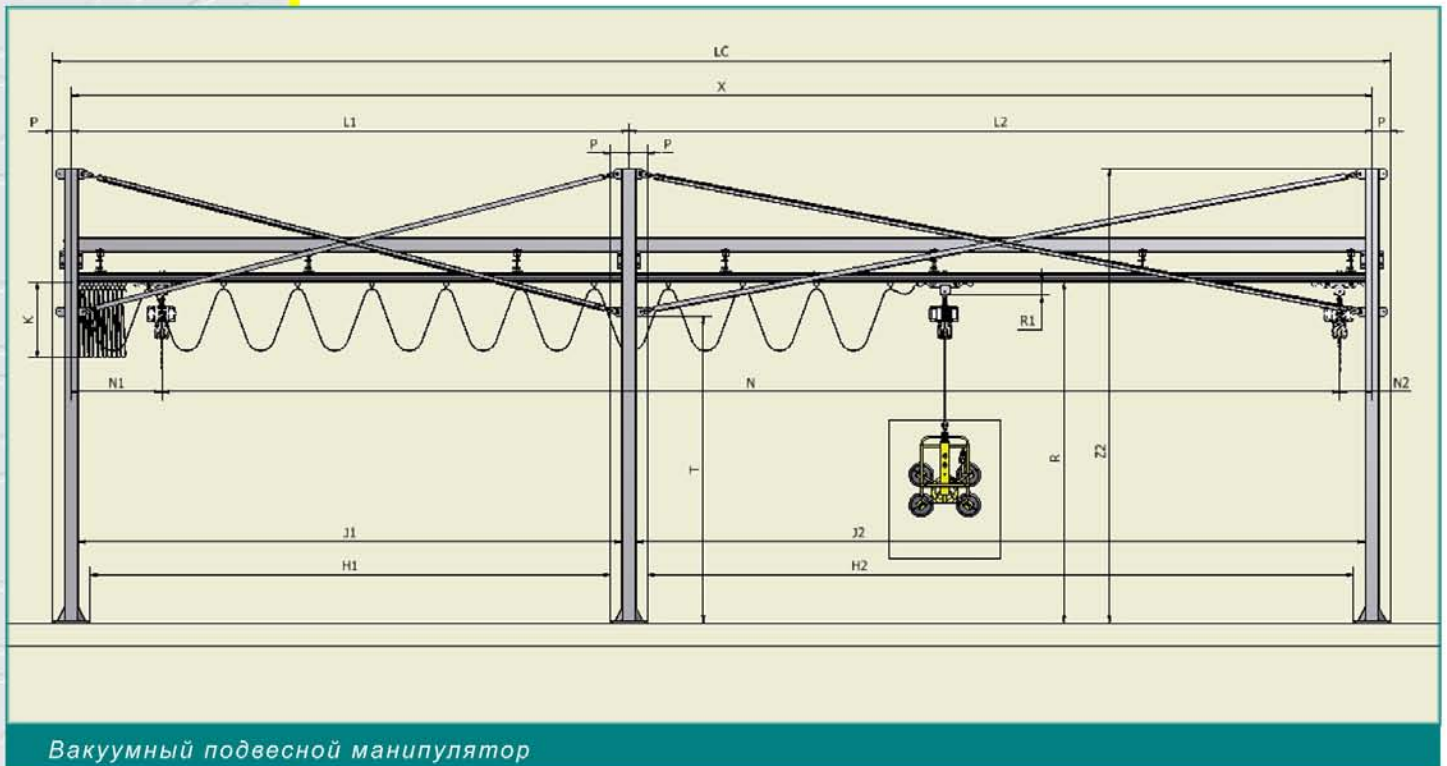 LC
X
P L1 L2 P
P P
K
R1
N1 N N2
T R Z2
J1 J2
H1 H2
Вакуумный подвесной манипулятор